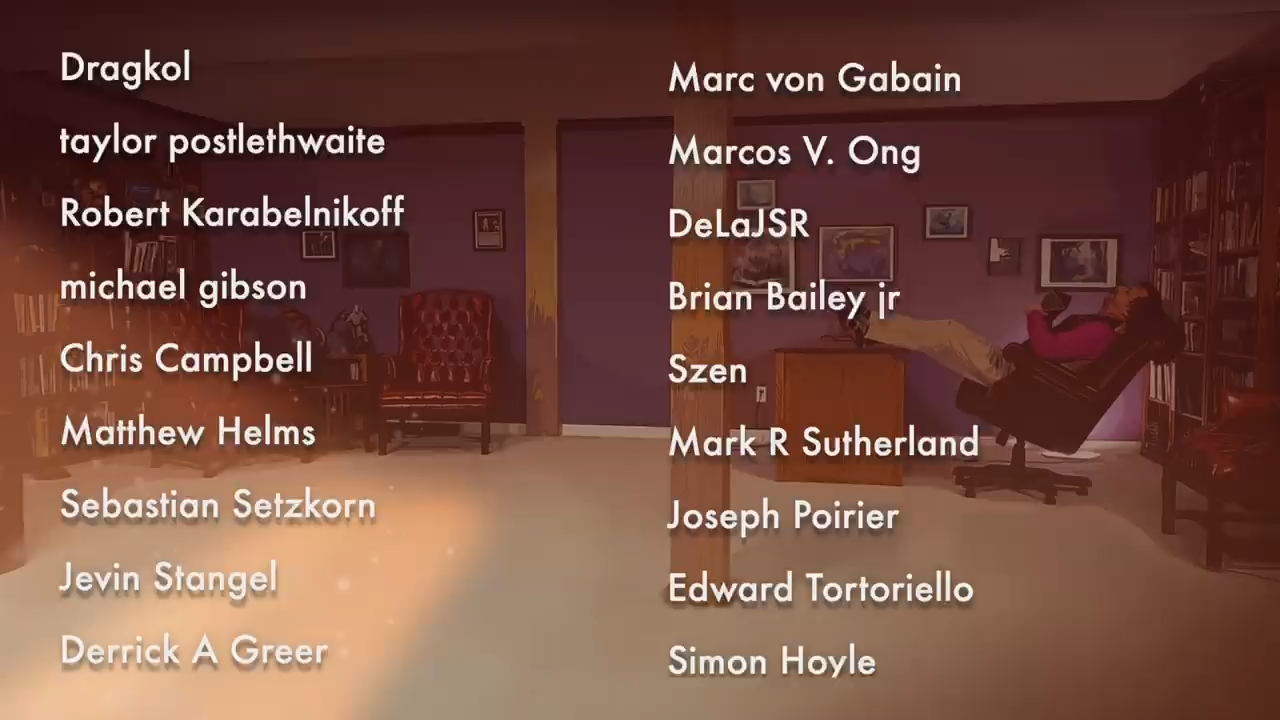 Dragkol
taylor postlethwaite
Robert Karabelnikoff
michael gibson
Chris Campbell
Matthew Helms
Sebastian Setzkorn
Jevin Stangel
Derrick A Greer
Marc von Gabain
Marcos V. Ong
DeLaJSR
Brian Bailey jr
Szen
Mark R Sutherland
Joseph Poirier
Edward Tortoriello
Simon Hoyle